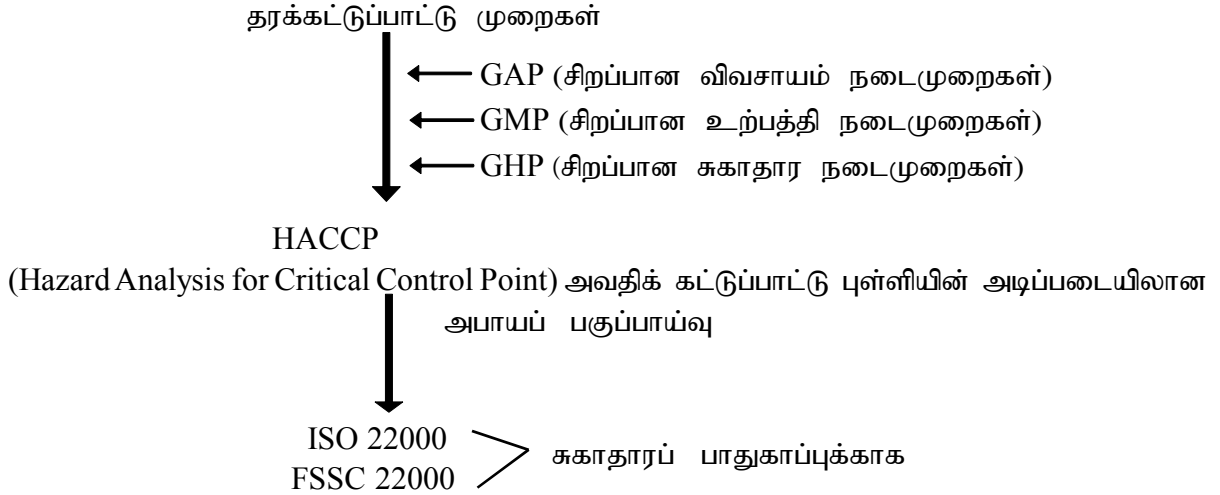 தரக்கட்டுப்பாட்டு முறைகள்
GAP (சிறப்பான விவசாயம் நடைமுறைகள்)
GMP (சிறப்பான உற்பத்தி நடைமுறைகள்)
GHP (சிறப்பான சுகாதார நடைமுறைகள்)
HACCP
(Hazard Analysis for Critical Control Point) அவதிக் கட்டுப்பாட்டு புள்ளியின் அடிப்படையிலான
அபாயப் பகுப்பாய்வு
ISO 22000
சுகாதாரப் பாதுகாப்புக்காக
FSSC 22000